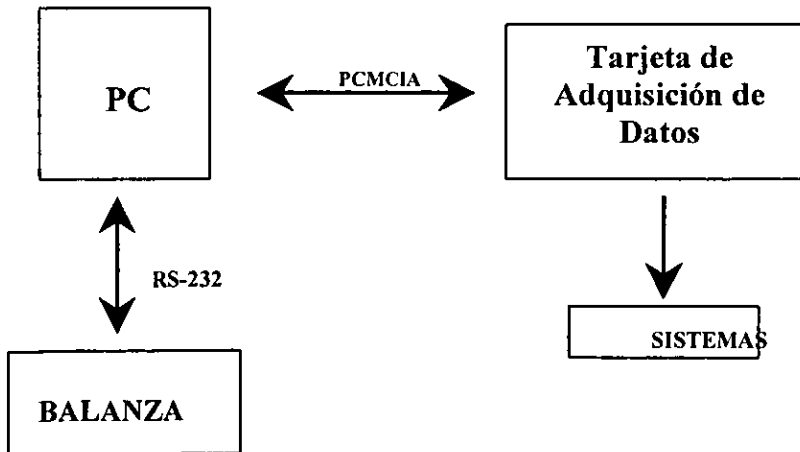 PC
PCMCIA
Tarjeta de
Adquisición de
Datos
RS-232
SISTEMAS
BALANZA